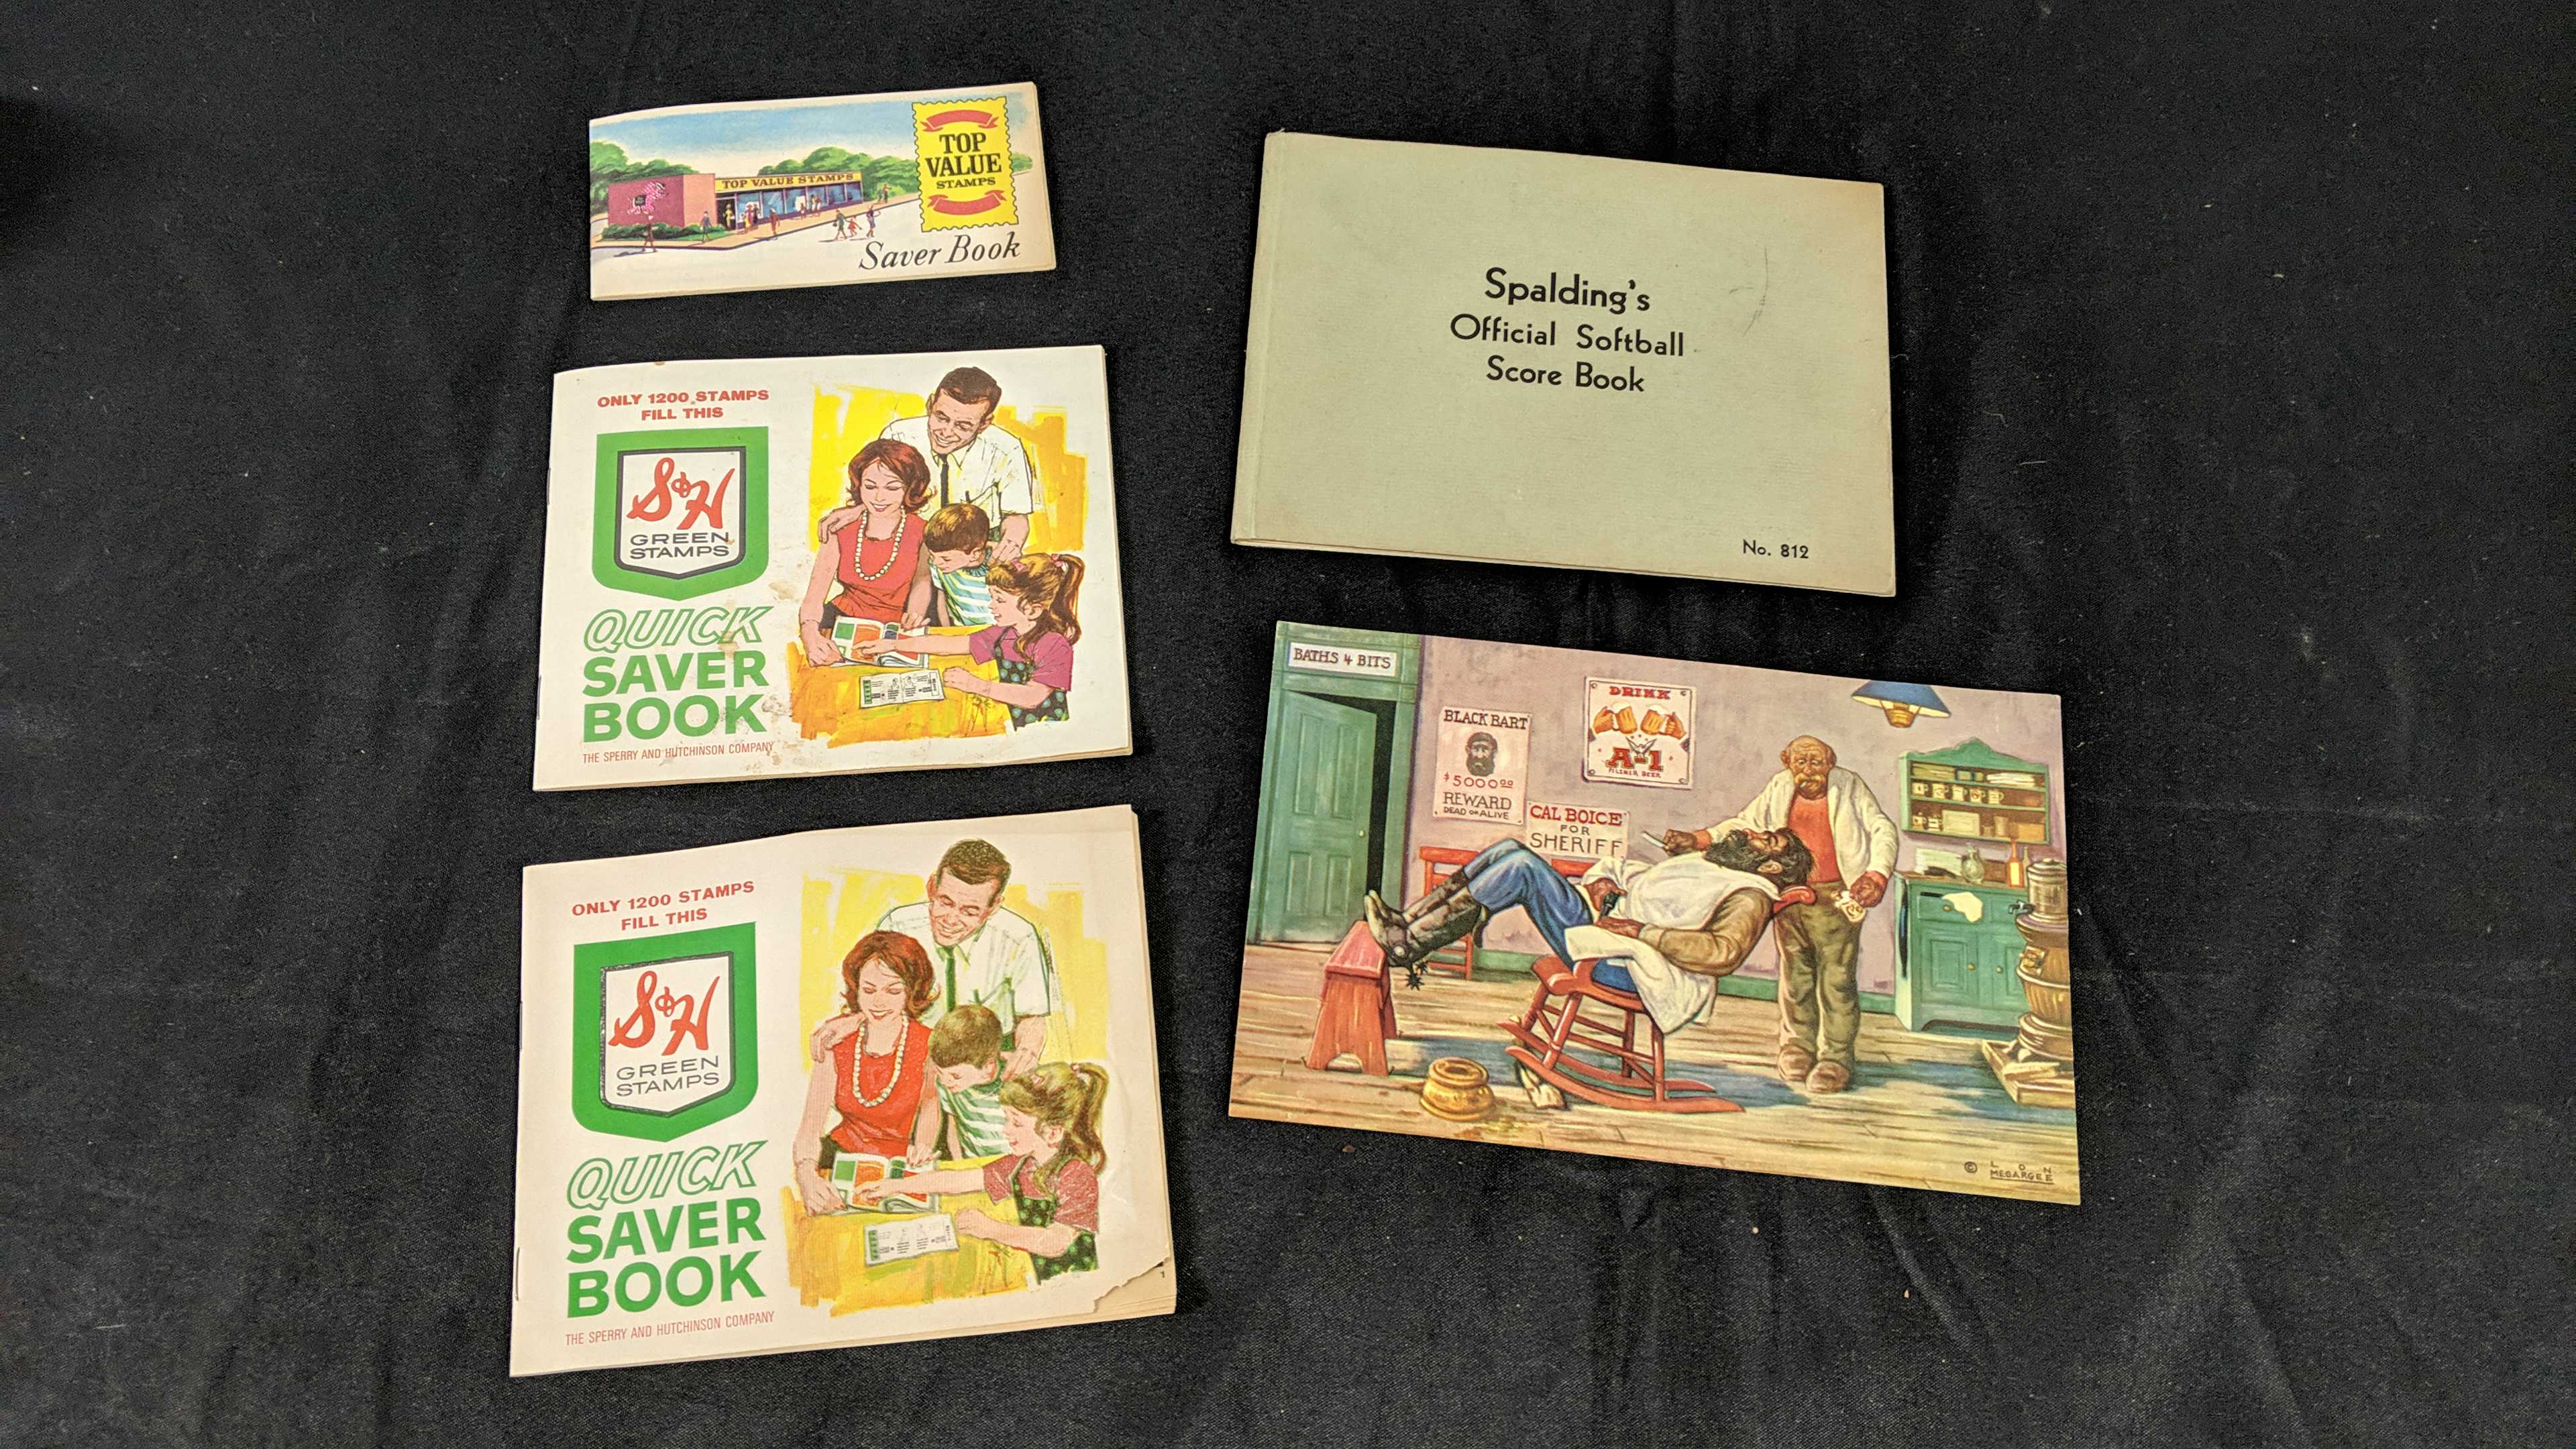 TOP VALUE STAMPS
TOP
VALUE
STAMPS
Saver Book
ONLY 1200 STAMPS
FILL THIS
S&H
GREEN
STAMPS
QUICK
SAVER
BOOK
THE SPERRY AND HUTCHINSON COMPANY
ONLY 1200 STAMPS
FILL THIS
S&H
GREEN
STAMPS
QUICK
SAVER
BOOK
THE SPERRY AND HUTCHINSON COMPANY
1
Spalding's
Official Softball
Score Book
No. 812
BATHS 4 BITS
BLACK BART
$5000.00
REWARD
DEAD OR ALIVE
DRINK
A-1
PILSNER BEER
CAL BOICE
FOR
SHERIFF
© LON
MEGARGEE